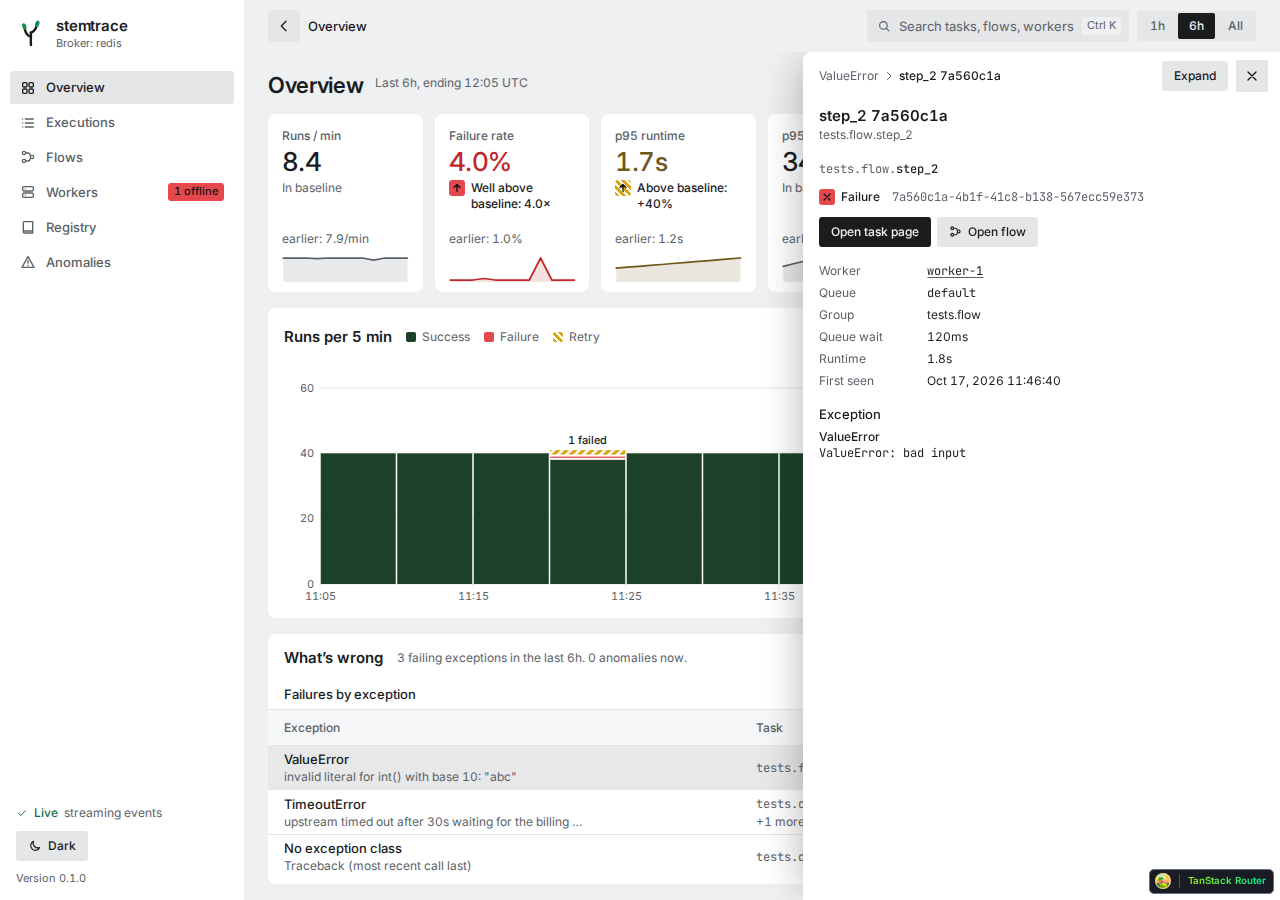 stemtrace
Broker: redis
Overview
Executions
Flows
Workers
1 offline
Registry
Anomalies
Live streaming events
Dark
Version 0.1.0
Overview
Search tasks, flows, workers
Ctrl K
1h
6h
All
Overview
Last 6h, ending 12:05 UTC
Runs / min
8.4
In baseline
earlier: 7.9/min
Failure rate
4.0%
Well above
baseline: 4.0×
earlier: 1.0%
p95 runtime
1.7s
Above baseline:
+40%
earlier: 1.2s
Runs per 5 min
Success
Failure
Retry
60
40
20
0
1 failed
11:05
11:15
11:25
11:35
What's wrong
3 failing exceptions in the last 6h. 0 anomalies now.
Failures by exception
Exception
Task
ValueError
invalid literal for int() with base 10: "abc"
TimeoutError
upstream timed out after 30s waiting for the billing ...
+1 more
No exception class
Traceback (most recent call last)
ValueError
step_2 7a560c1a
Expand
step_2 7a560c1a
tests.flow.step_2
tests.flow.step_2
Failure
7a560c1a-4b1f-41c8-b138-567ecc59e373
Open task page
Open flow
Worker
worker-1
Queue
default
Group
tests.flow
Queue wait
120ms
Runtime
1.8s
First seen
Oct 17, 2026 11:46:40
Exception
ValueError
ValueError: bad input
TanStack Router